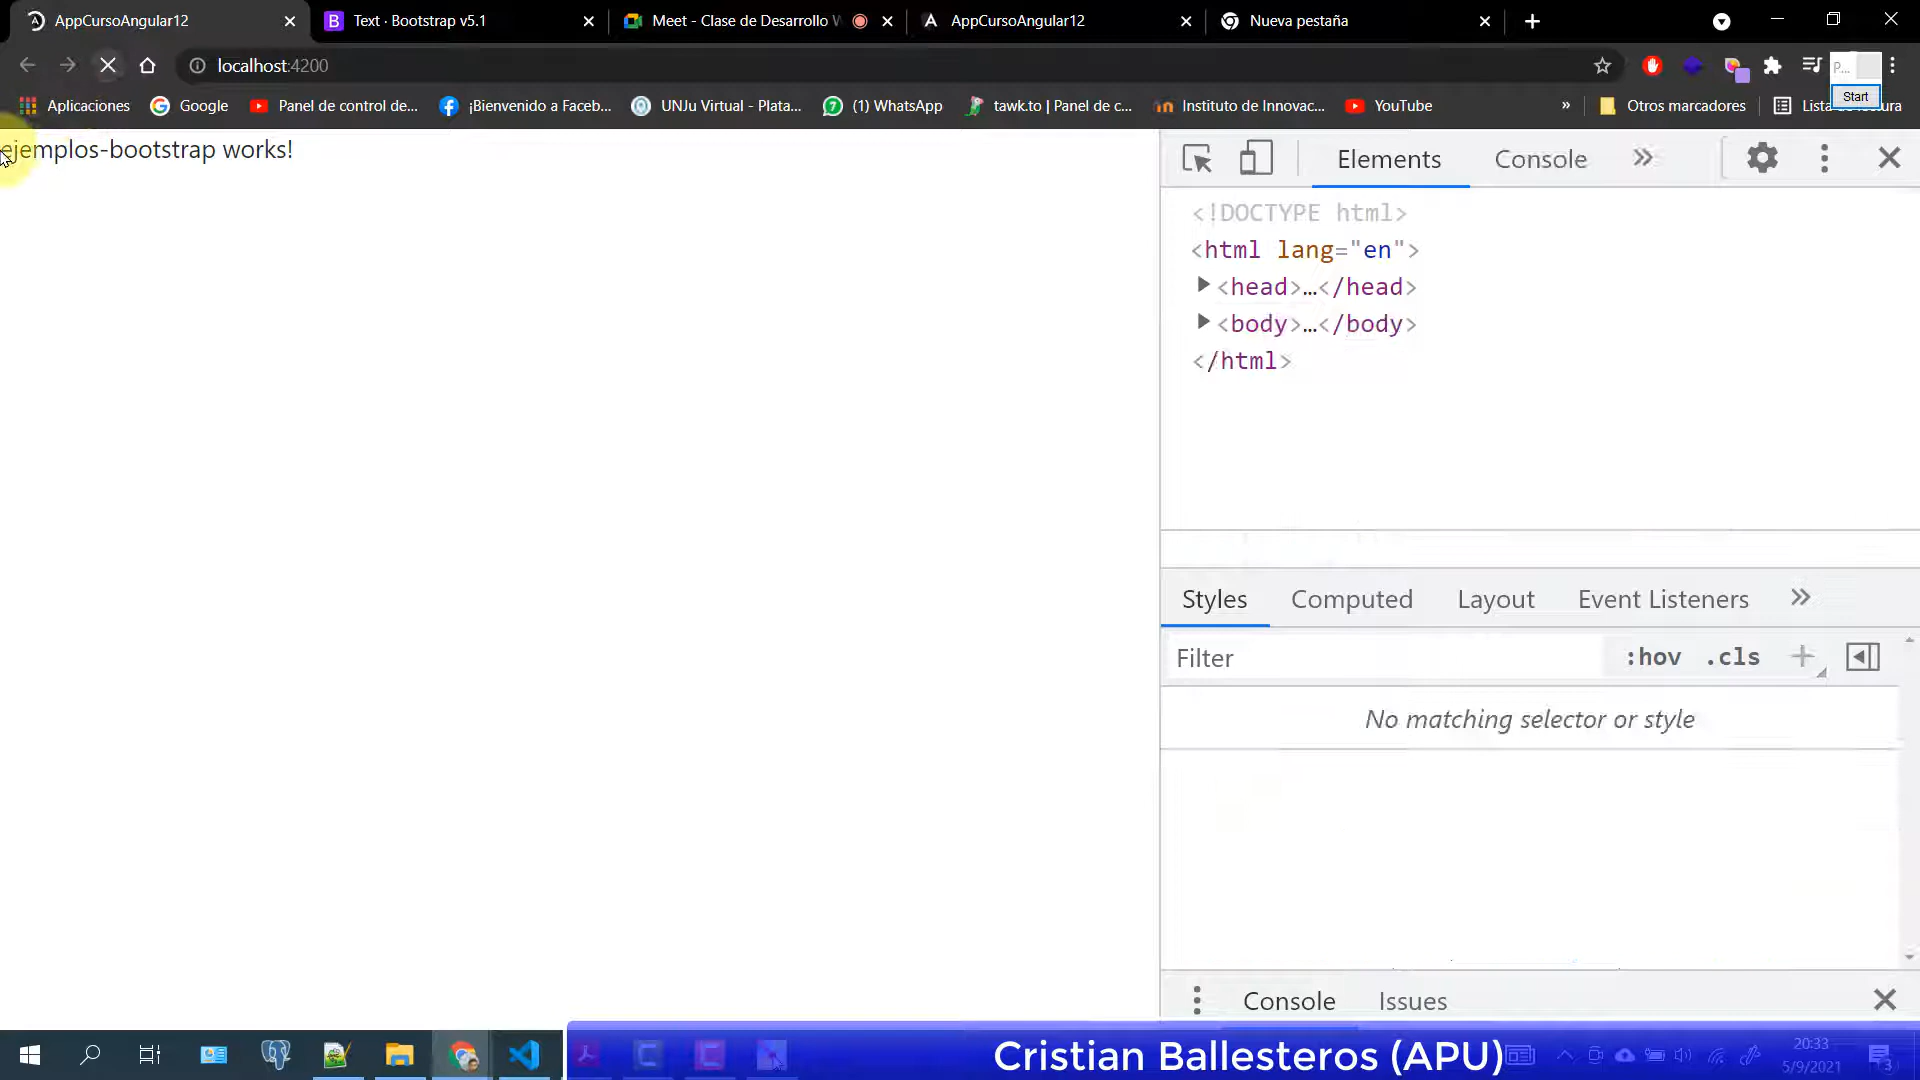 AppCursoAngular12
Text · Bootstrap v5.1
Meet - Clase de Desarrollo W
AppCursoAngular12
Nueva pestaña
localhost:4200
P...
Start
Aplicaciones
Google
Panel de control de...
¡Bienvenido a Faceb...
UNJu Virtual - Plata...
(1) WhatsApp
tawk.to | Panel de c...
Instituto de Innovac...
YouTube
»
Otros marcadores
ejemplos-bootstrap works!
Elements
Console
<!DOCTYPE html>
<html lang="en">
<head>…</head>
<body>…</body>
</html>
Styles
Computed
Layout
Event Listeners
Filter
:hov
.cls
No matching selector or style
Console
Issues
Cristian Ballesteros (APU)
20:33
5/9/2021